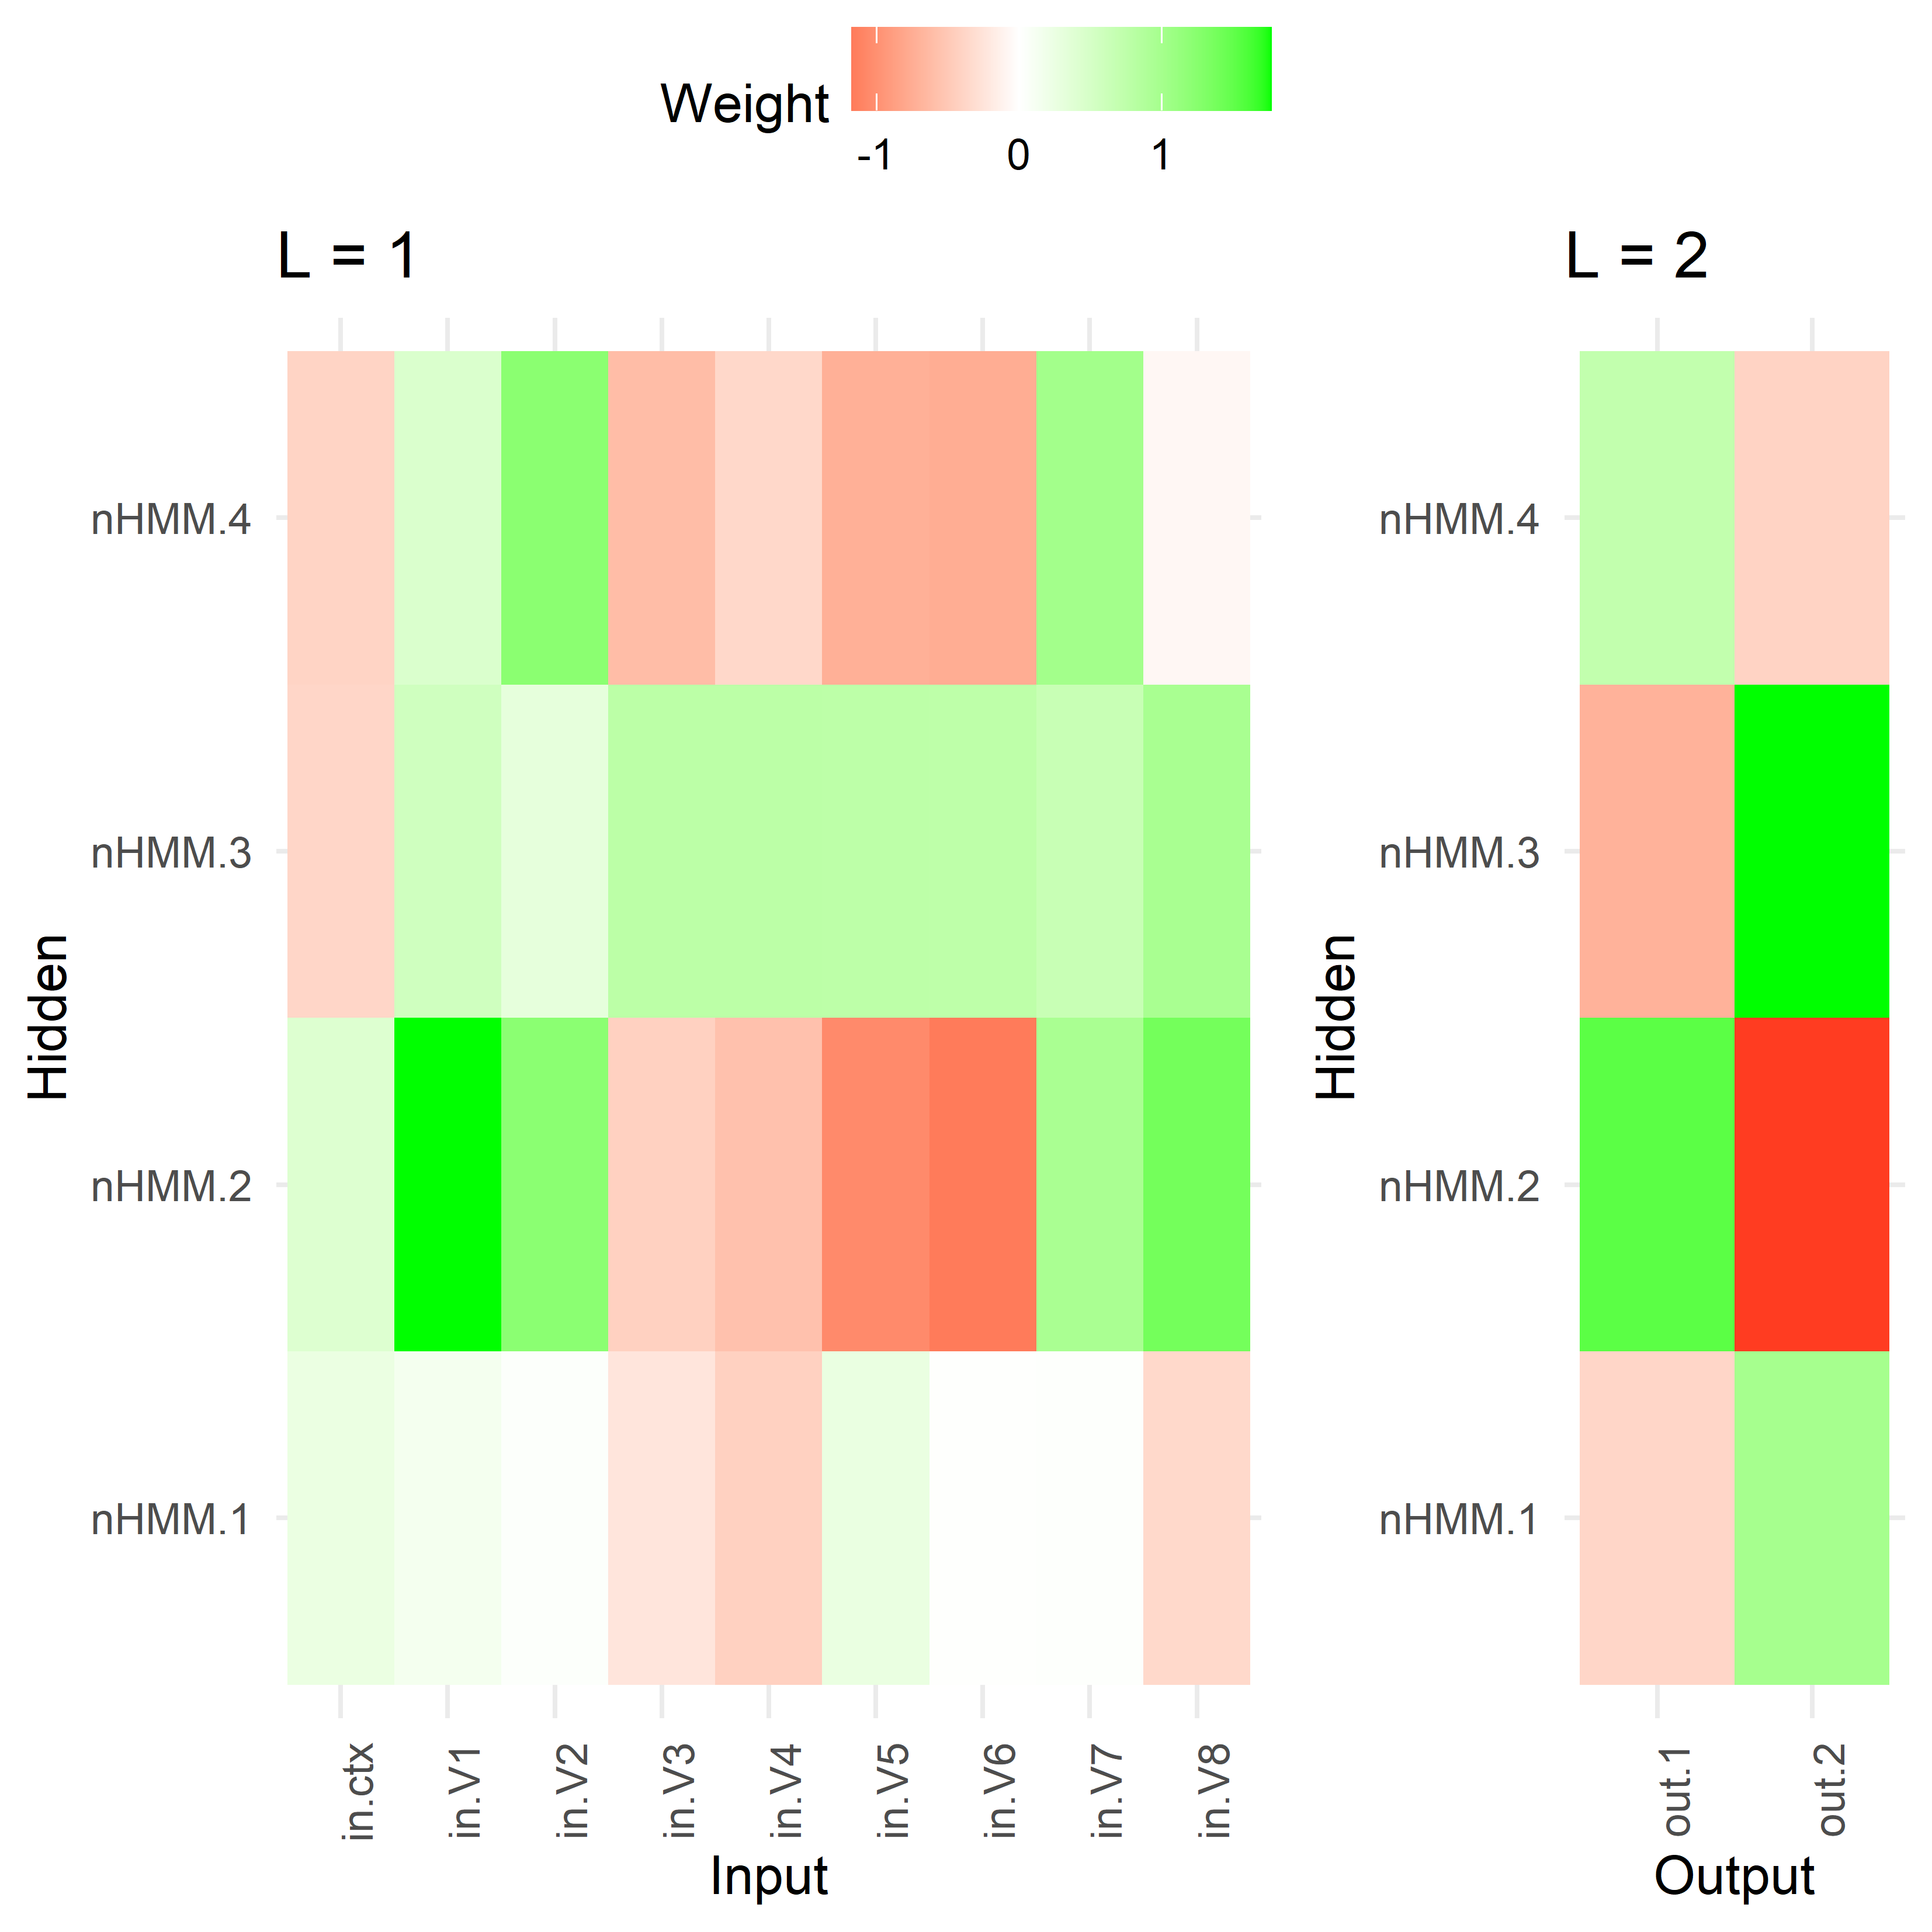 Weight
-1 0 1
L = 1
L = 2
nHMM.4
nHMM.3
nHMM.2
nHMM.1
Hidden
in.ctx
in.V1
in.V2
in.V3
in.V4
in.V5
in.V6
in.V7
in.V8
Input
nHMM.4
nHMM.3
nHMM.2
nHMM.1
Hidden
out.1
out.2
Output